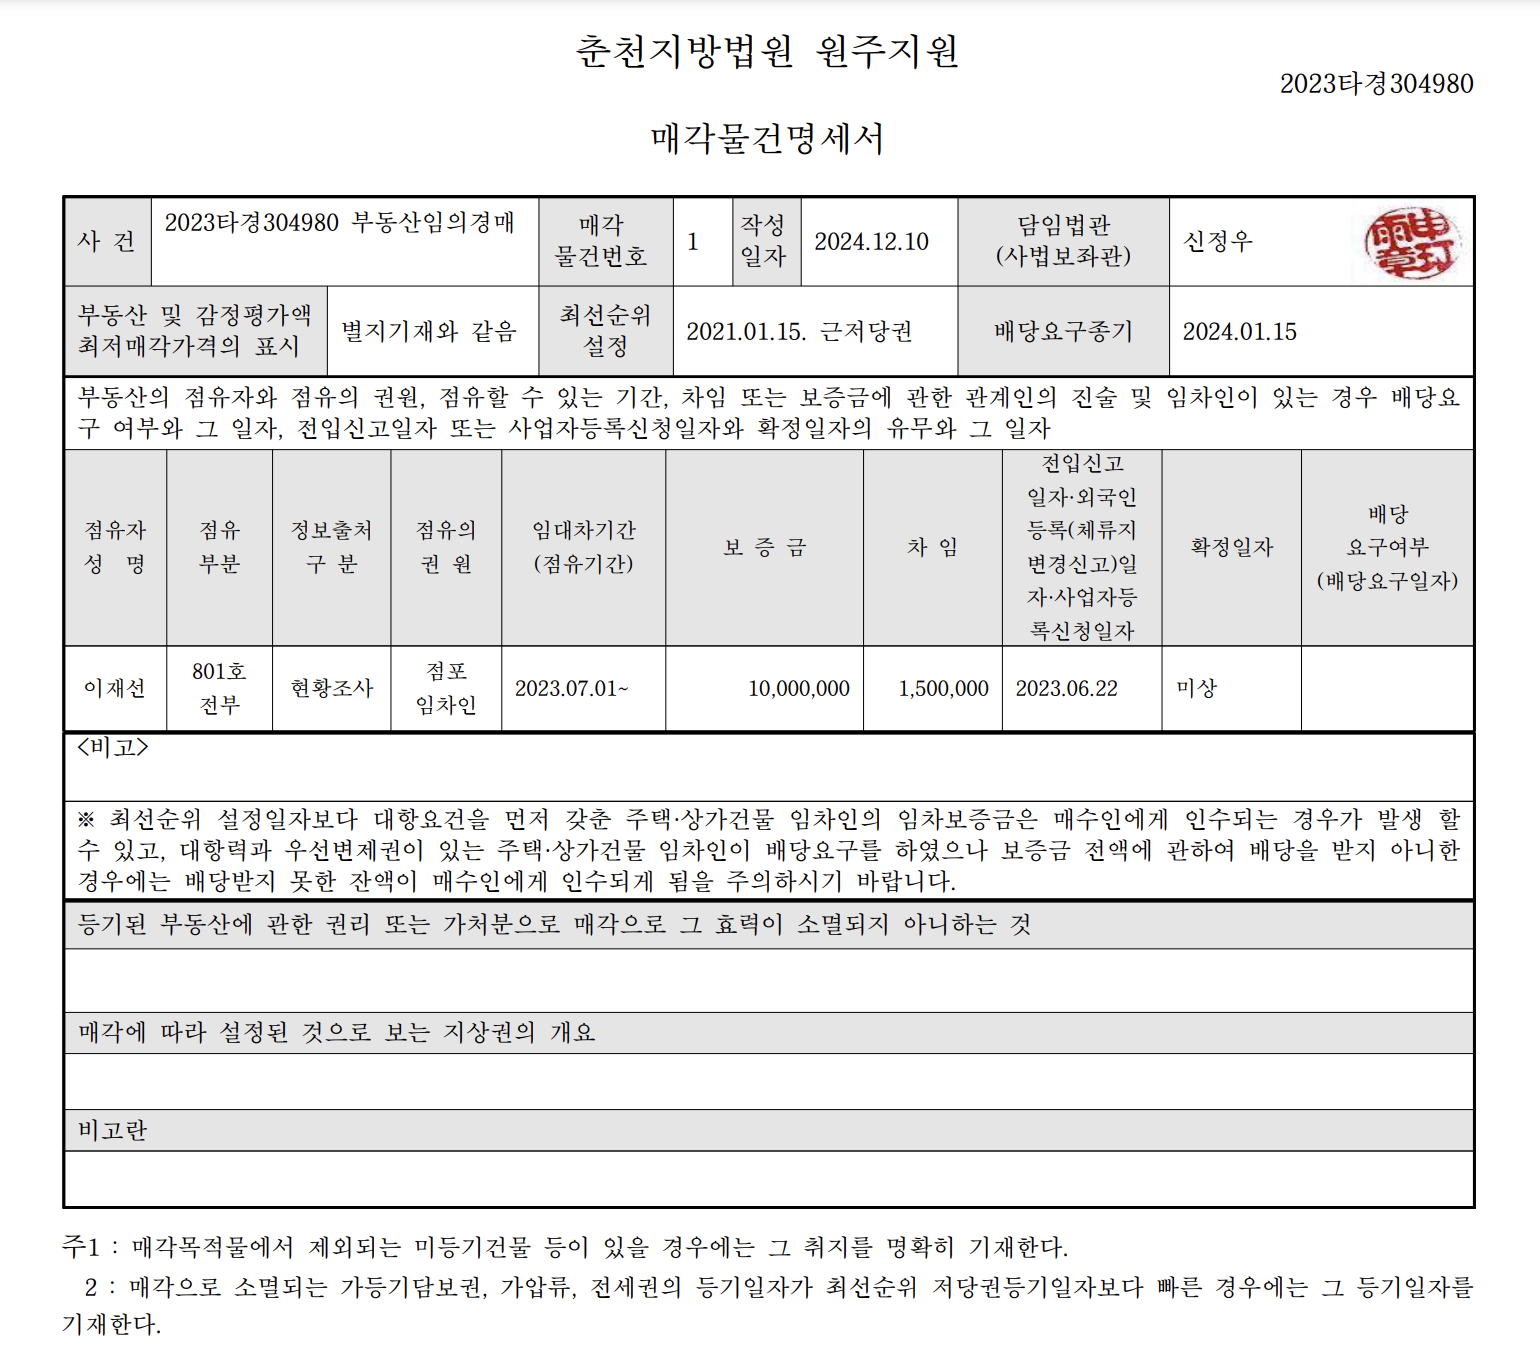 춘천지방법원 원주지원
2023타경304980
매각물건명세서
사 건
2023타경304980 부동산임의경매
매각
물건번호
1
작성
일자
2024.12.10
담임법관
(사법보좌관)
신정우
부동산 및 감정평가액
최저매각가격의 표시
별지기재와 같음
최선순위
설정
2021.01.15. 근저당권
배당요구종기
2024.01.15
부동산의 점유자와 점유의 권원, 점유할 수 있는 기간, 차임 또는 보증금에 관한 관계인의 진술 및 임차인이 있는 경우 배당요
구 여부와 그 일자, 전입신고일자 또는 사업자등록신청일자와 확정일자의 유무와 그 일자
점유자
성 명
점유
부분
정보출처
구 분
점유의
권 원
임대차기간
(점유기간)
보 증 금
차 임
전입신고
일자·외국인
등록(체류지
변경신고)일
자·사업자등
록신청일자
확정일자
배당
요구여부
(배당요구일자)
이재선
801호
전부
현황조사
점포
임차인
2023.07.01~
10,000,000
1,500,000
2023.06.22
미상
<비고>
※ 최선순위 설정일자보다 대항요건을 먼저 갖춘 주택·상가건물 임차인의 임차보증금은 매수인에게 인수되는 경우가 발생 할
수 있고, 대항력과 우선변제권이 있는 주택·상가건물 임차인이 배당요구를 하였으나 보증금 전액에 관하여 배당을 받지 아니한
경우에는 배당받지 못한 잔액이 매수인에게 인수되게 됨을 주의하시기 바랍니다.
등기된 부동산에 관한 권리 또는 가처분으로 매각으로 그 효력이 소멸되지 아니하는 것
매각에 따라 설정된 것으로 보는 지상권의 개요
비고란
주1 : 매각목적물에서 제외되는 미등기건물 등이 있을 경우에는 그 취지를 명확히 기재한다.
2 : 매각으로 소멸되는 가등기담보권, 가압류, 전세권의 등기일자가 최선순위 저당권등기일자보다 빠른 경우에는 그 등기일자를
기재한다.